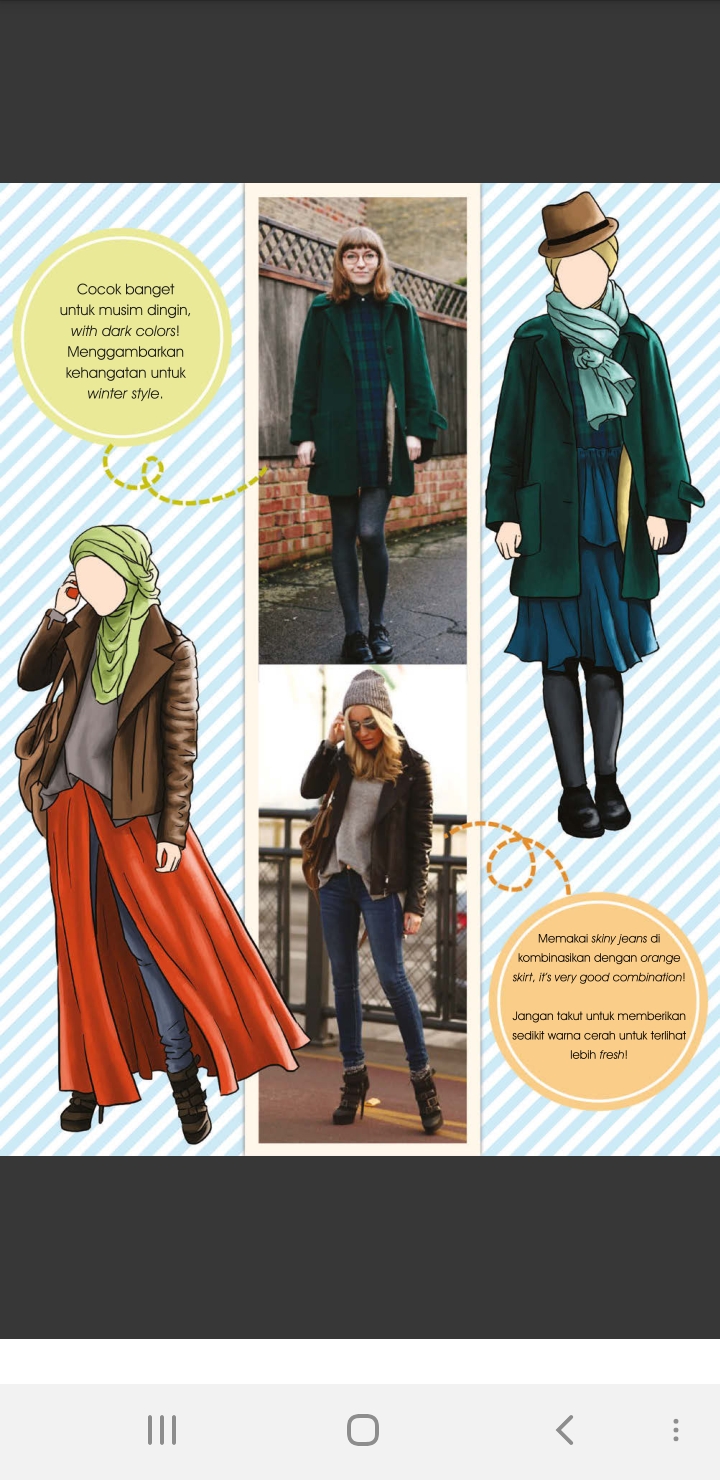 Cocok banget
untuk musim dingin,
with dark colors!
Menggambarkan
kehangatan untuk
winter style.
Memakai skiny jeans di
kombinasikan dengan orange
skirt, it's very good combination!
Jangan takut untuk memberikan
sedikit warna cerah untuk terlihat
lebih fresh!